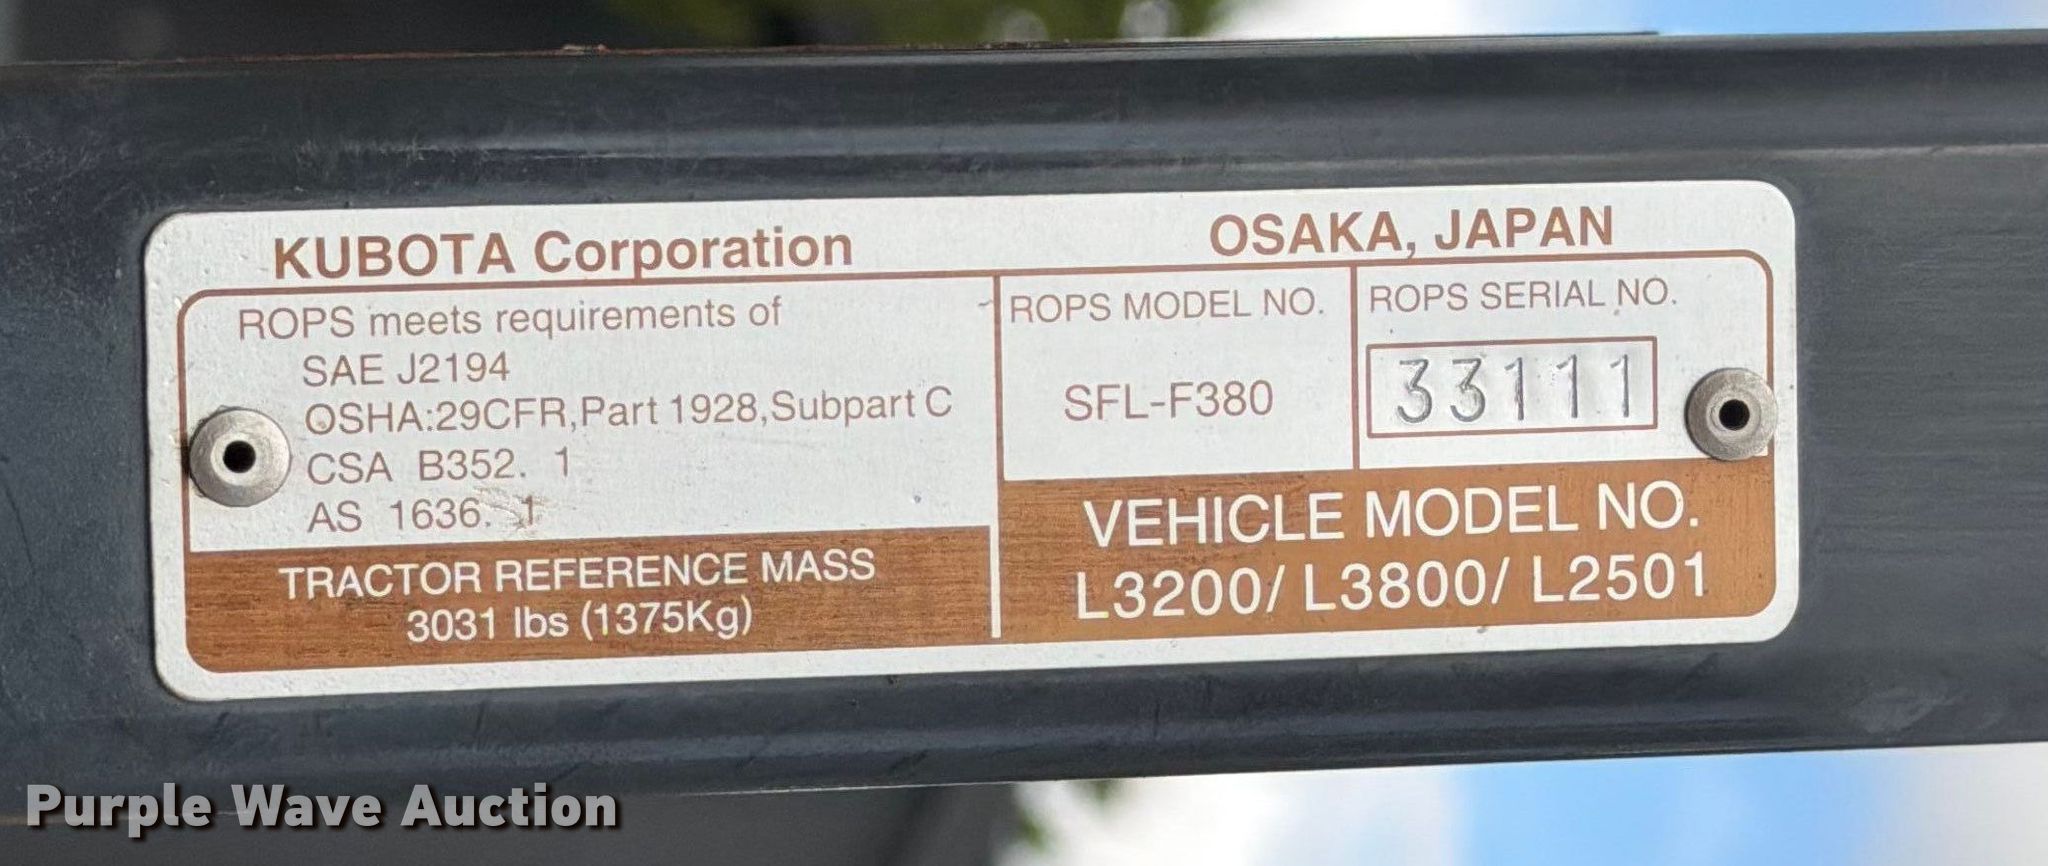 KUBOTA Corporation
OSAKA, JAPAN
ROPS meets requirements of
SAE J2194
OSHA:29CFR,Part 1928,Subpart C
CSA B352. 1
AS 1636. 1
TRACTOR REFERENCE MASS
3031 lbs (1375Kg)
ROPS MODEL NO.
SFL-F380
ROPS SERIAL NO.
33111
VEHICLE MODEL NO.
L3200/ L3800/ L2501
Purple Wave Auction